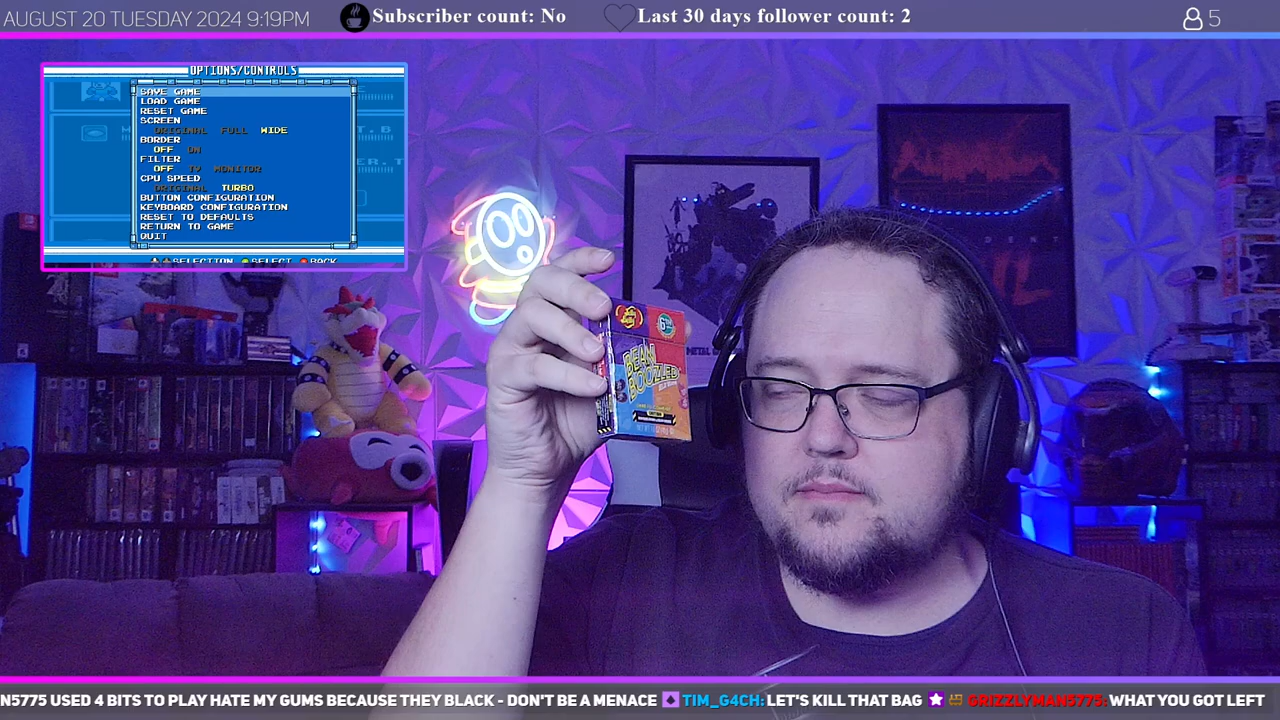 AUGUST 20 TUESDAY 2024 9:19PM
Subscriber count: No
Last 30 days follower count: 2
5
OPTIONS/CONTROLS
SAVE GAME
LOAD GAME
RESET GAME
SCREEN
ORIGINAL FULL WIDE
BORDER
OFF ON
FILTER
OFF TV MONITOR
CPU SPEED
ORIGINAL TURBO
BUTTON CONFIGURATION
KEYBOARD CONFIGURATION
RESET TO DEFAULTS
RETURN TO GAME
QUIT
SELECTION SELECT BACK
Jelly Belly
6TH
BEAN
BOOZLED
METAL
N5775 USED 4 BITS TO PLAY HATE MY GUMS BECAUSE THEY BLACK - DON'T BE A MENACE TIM_G4CH: LET'S KILL THAT BAG GRIZZLYMAN5775: WHAT YOU GOT LEFT